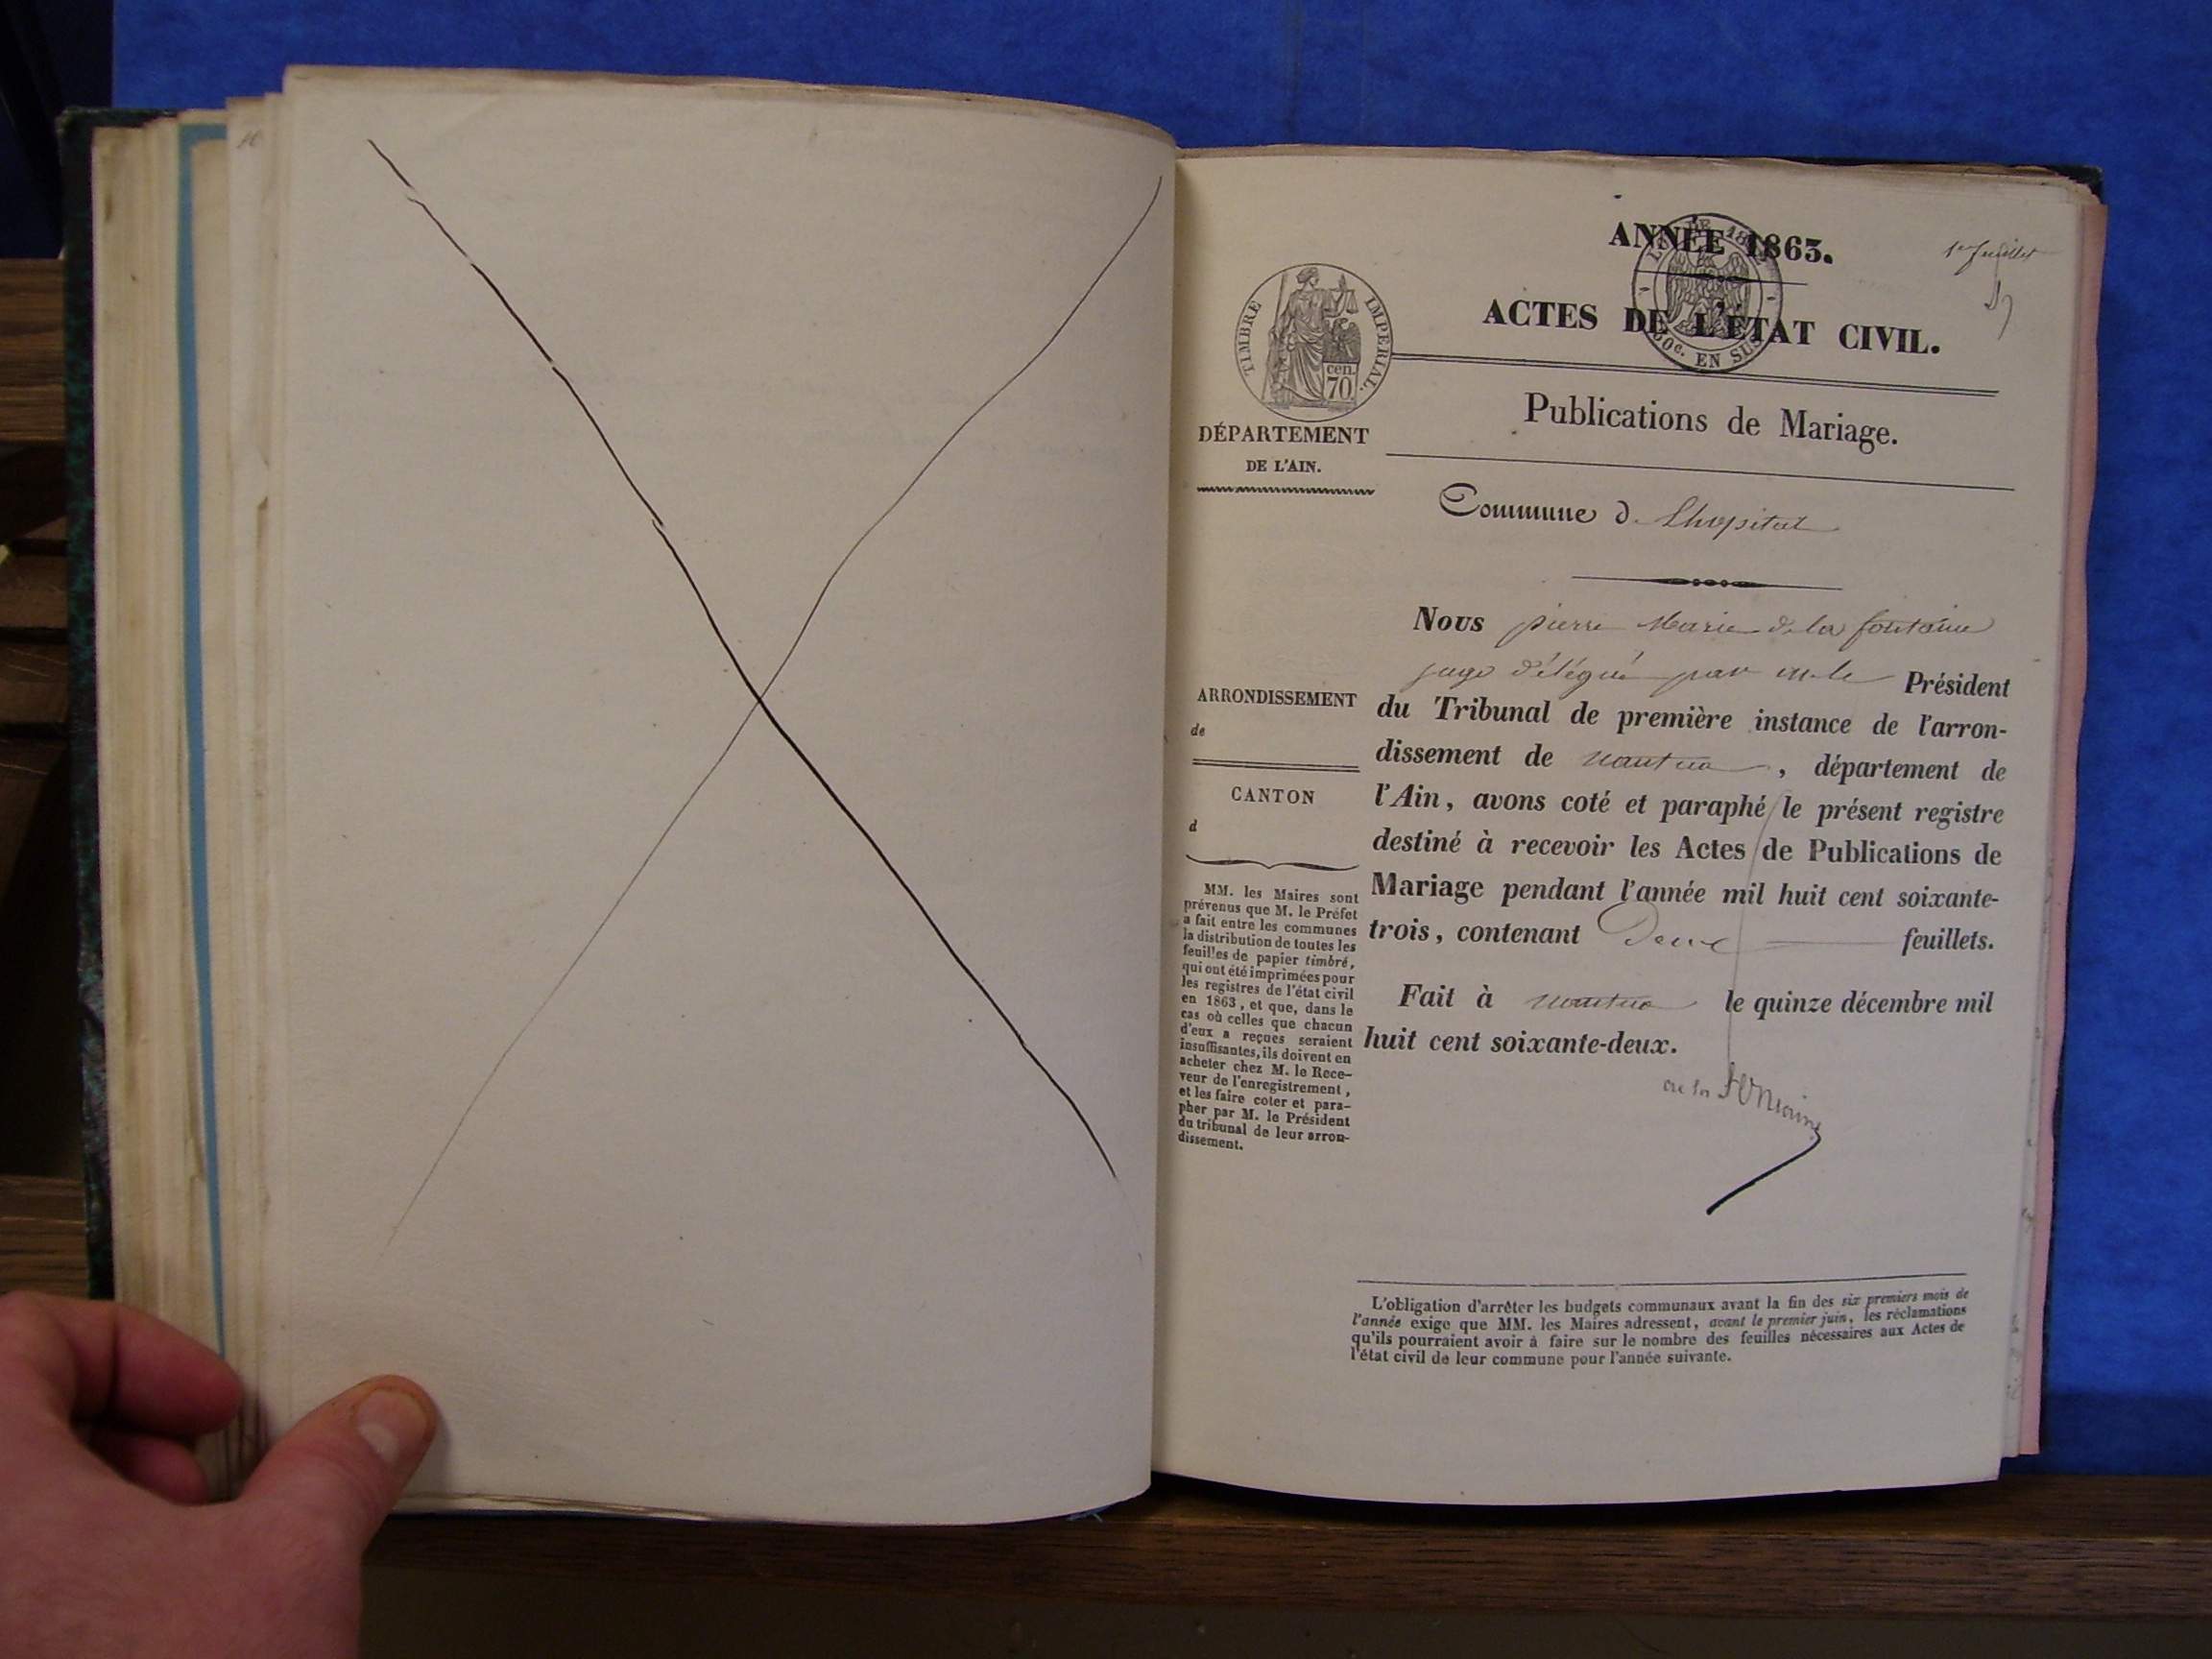 ANNÉE 1863.
1er feuillet
ACTES DE L'ÉTAT CIVIL.
50c. EN SUS
TIMBRE IMPÉRIAL.
cen.
70
Publications de Mariage.
DÉPARTEMENT
DE L'AIN.
Commune d Lhopital
Nous pierre Marie de la fontaine
juge délégué par m. le Président
du Tribunal de première instance de l'arron-
dissement de nantua, département de
l'Ain, avons coté et paraphé le présent registre
destiné à recevoir les Actes de Publications de
Mariage pendant l'année mil huit cent soixante-
trois, contenant Deux feuillets.
Fait à nantua le quinze décembre mil
huit cent soixante-deux.
de la fontaine
ARRONDISSEMENT
de
CANTON
d
MM. les Maires sont
prévenus que M. le Préfet
a fait entre les communes
la distribution de toutes les
feuilles de papier timbré,
qui ont été imprimées pour
les registres de l'état civil
en 1863, et que, dans le
cas où celles que chacun
d'eux a reçues seraient
insuffisantes, ils doivent en
acheter chez M. le Rece-
veur de l'enregistrement,
et les faire coter et para-
pher par M. le Président
du tribunal de leur arron-
dissement.
L'obligation d'arrêter les budgets communaux avant la fin des six premiers mois de
l'année exige que MM. les Maires adressent, avant le premier juin, les réclamations
qu'ils pourraient avoir à faire sur le nombre des feuilles nécessaires aux Actes de
l'état civil de leur commune pour l'année suivante.